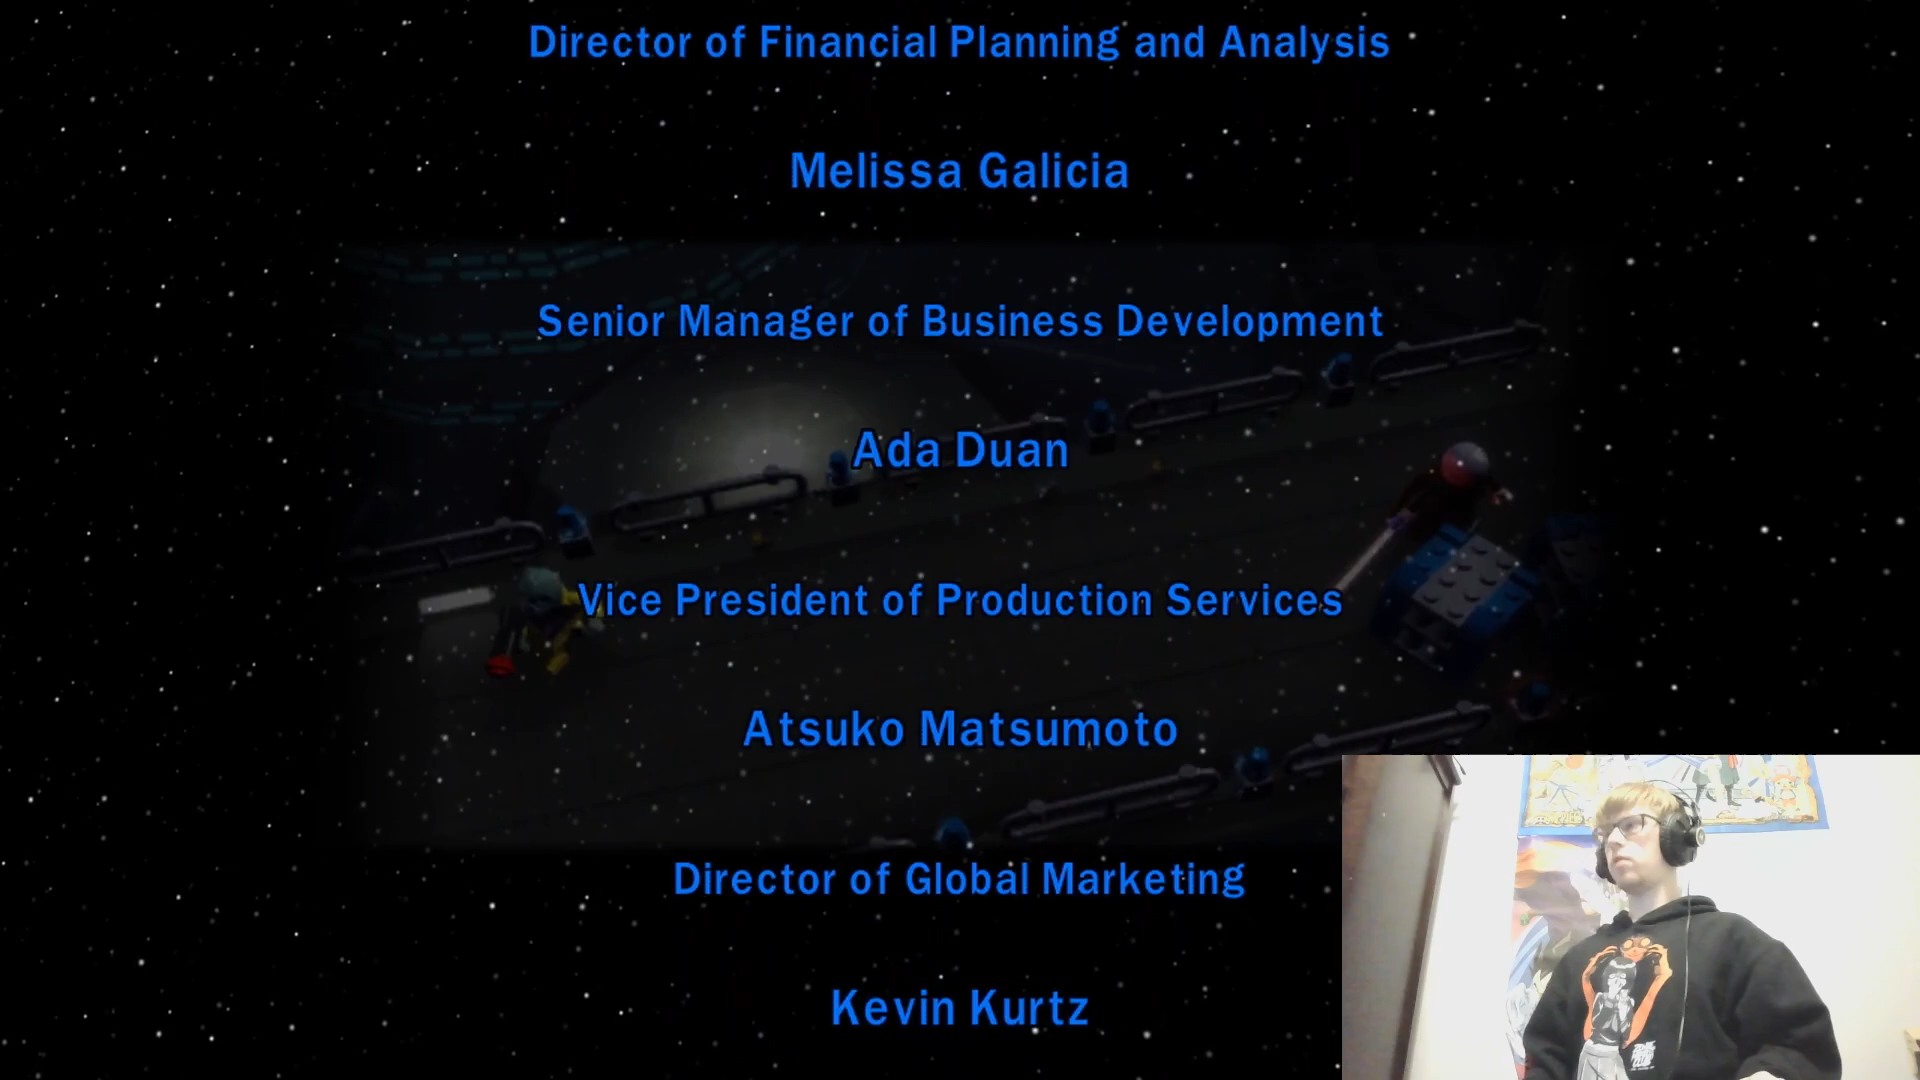 Director of Financial Planning and Analysis
Melissa Galicia
Senior Manager of Business Development
Ada Duan
Vice President of Production Services
Atsuko Matsumoto
Director of Global Marketing
Kevin Kurtz